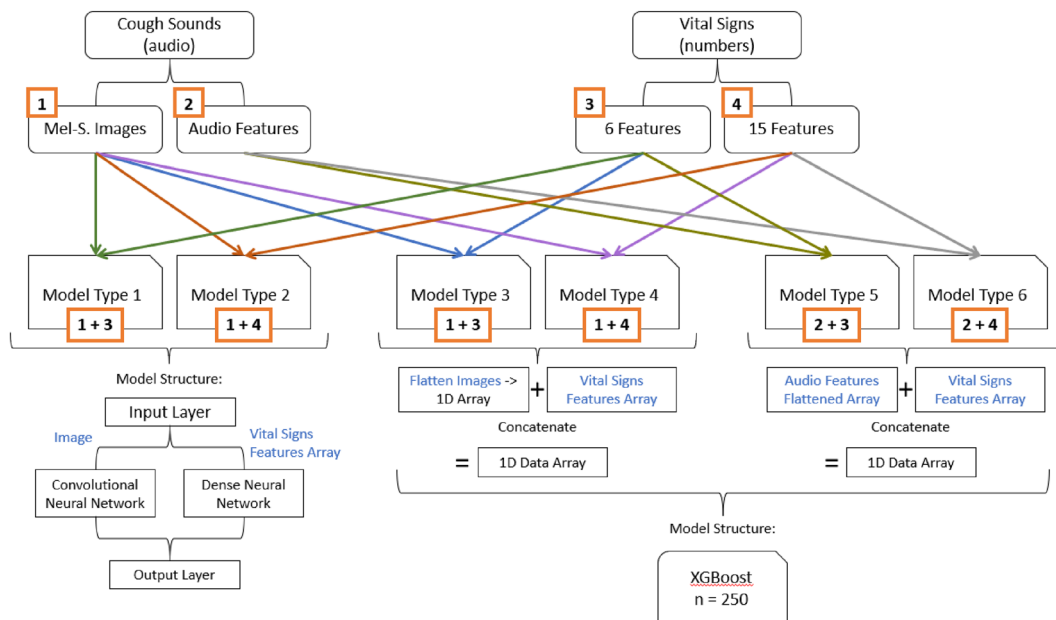 Cough Sounds
(audio)
Vital Signs
(numbers)
1
Mel-S. Images
2
Audio Features
3
6 Features
4
15 Features
Model Type 1
1 + 3
Model Type 2
1 + 4
Model Type 3
1 + 3
Model Type 4
1 + 4
Model Type 5
2 + 3
Model Type 6
2 + 4
Model Structure:
Input Layer
Image
Vital Signs
Features Array
Convolutional
Neural Network
Dense Neural
Network
Output Layer
Flatten Images ->
1D Array
+
Vital Signs
Features Array
Concatenate
=
1D Data Array
Audio Features
Flattened Array
+
Vital Signs
Features Array
Concatenate
=
1D Data Array
Model Structure:
XGBoost
n = 250